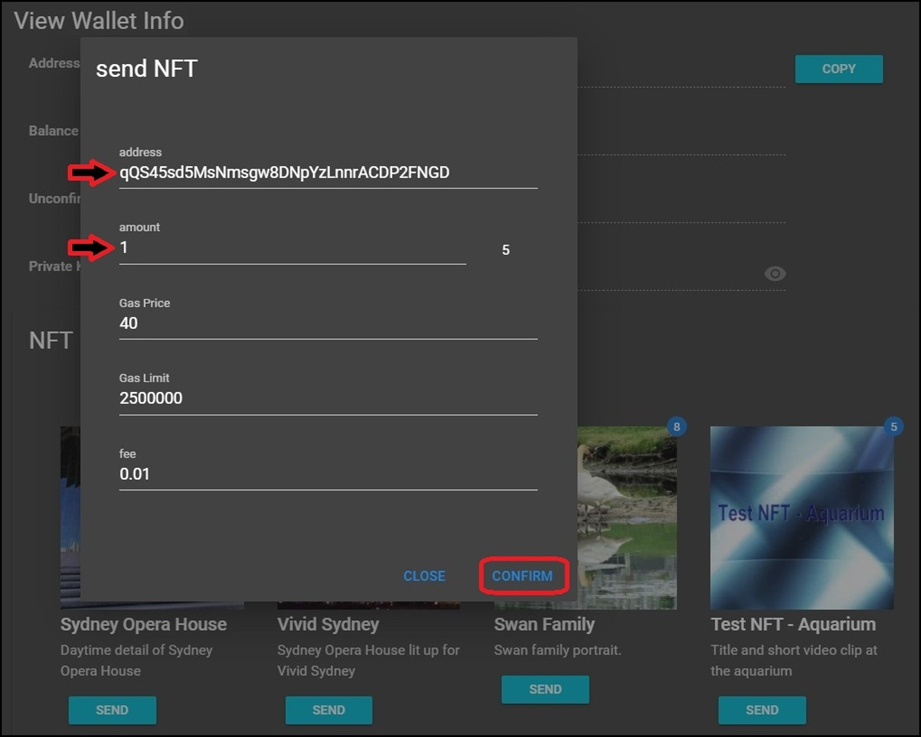 View Wallet Info
Address
COPY
send NFT
Balance
address
qQS45sd5MsNmsgw8DNpYzLnnrACDP2FNGD
amount
1
5
Private
Gas Price
40
NFT
Gas Limit
2500000
8
5
fee
0.01
Test NFT - Aquarium
CLOSE
CONFIRM
Sydney Opera House
Vivid Sydney
Swan Family
Test NFT - Aquarium
Daytime detail of Sydney
Opera House
Sydney Opera House lit up for
Vivid Sydney
Swan family portrait.
Title and short video clip at
the aquarium
SEND
SEND
SEND
SEND